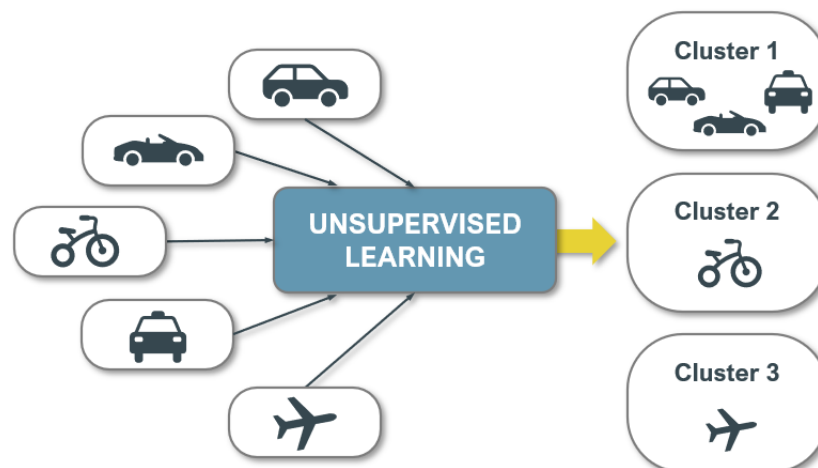 Cluster 1
UNSUPERVISED
LEARNING
Cluster 2
Cluster 3